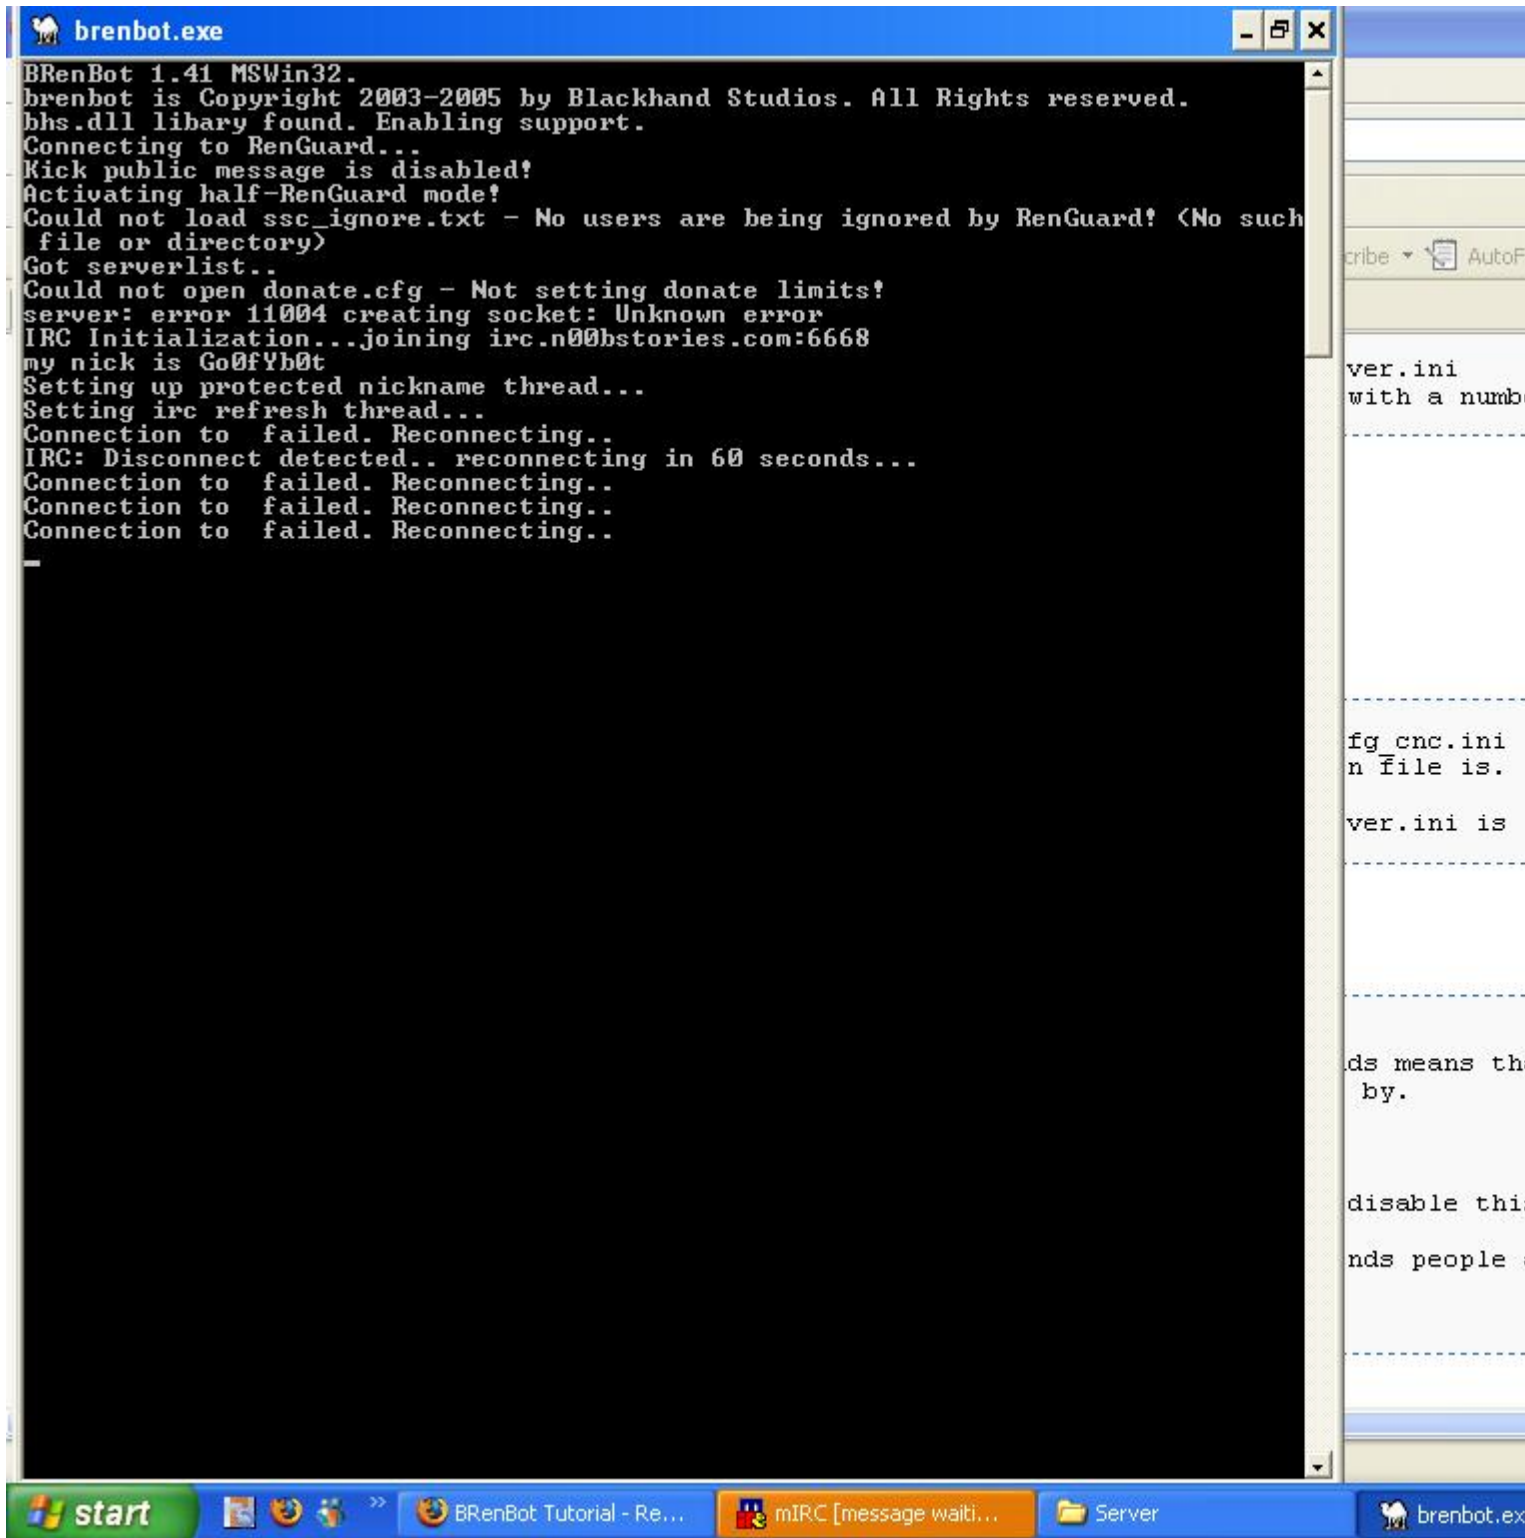 brenbot.exe
BRenBot 1.41 MSWin32.
brenbot is Copyright 2003-2005 by Blackhand Studios. All Rights reserved.
bhs.dll libary found. Enabling support.
Connecting to RenGuard...
Kick public message is disabled!
Activating half-RenGuard mode!
Could not load ssc_ignore.txt - No users are being ignored by RenGuard! (No such
file or directory)
Got serverlist..
Could not open donate.cfg - Not setting donate limits!
server: error 11004 creating socket: Unknown error
IRC Initialization...joining irc.n00bstories.com:6668
my nick is Go0fYb0t
Setting up protected nickname thread...
Setting irc refresh thread...
Connection to  failed. Reconnecting..
IRC: Disconnect detected.. reconnecting in 60 seconds...
Connection to  failed. Reconnecting..
Connection to  failed. Reconnecting..
Connection to  failed. Reconnecting..
cribe AutoF
ver.ini
with a numb
fg_cnc.ini
n file is.
ver.ini is
ds means th
by.
disable this
nds people
start
BRenBot Tutorial - Re...
mIRC [message waiti...
Server
brenbot.ex